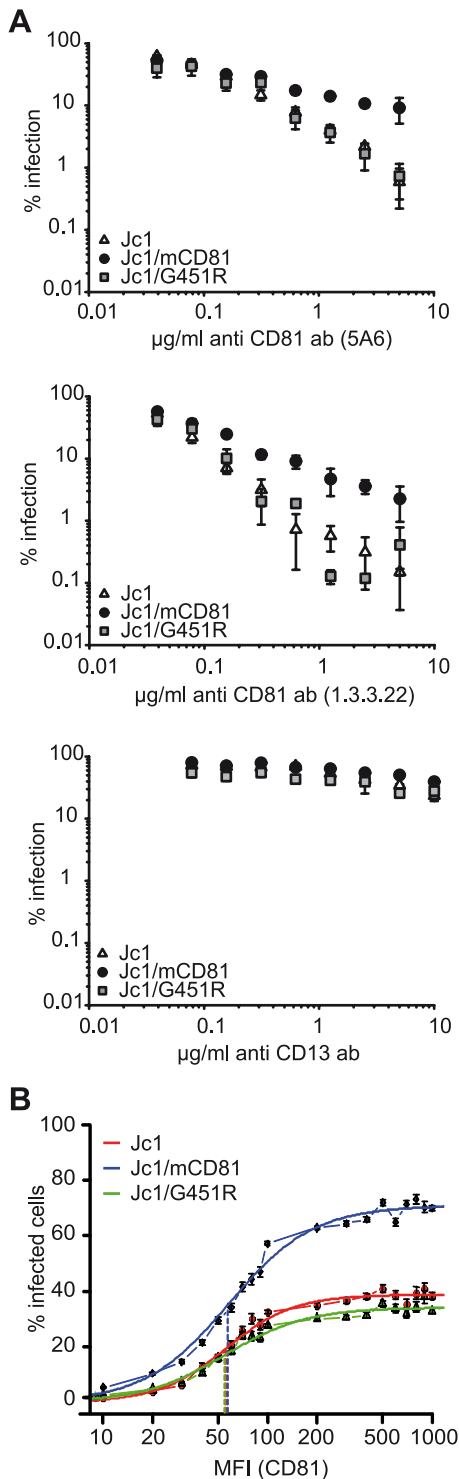 A
100
10
1
0.1
0.01
% infection
Jc1
Jc1/mCD81
Jc1/G451R
0.01 0.1 1 10
µg/ml anti CD81 ab (5A6)
100
10
1
0.1
0.01
% infection
Jc1
Jc1/mCD81
Jc1/G451R
0.01 0.1 1 10
µg/ml anti CD81 ab (1.3.3.22)
100
10
1
0.1
0.01
% infection
Jc1
Jc1/mCD81
Jc1/G451R
0.01 0.1 1 10
µg/ml anti CD13 ab
B
100
80
60
40
20
0
% infected cells
Jc1
Jc1/mCD81
Jc1/G451R
10 20 50 100 200 500 1000
MFI (CD81)